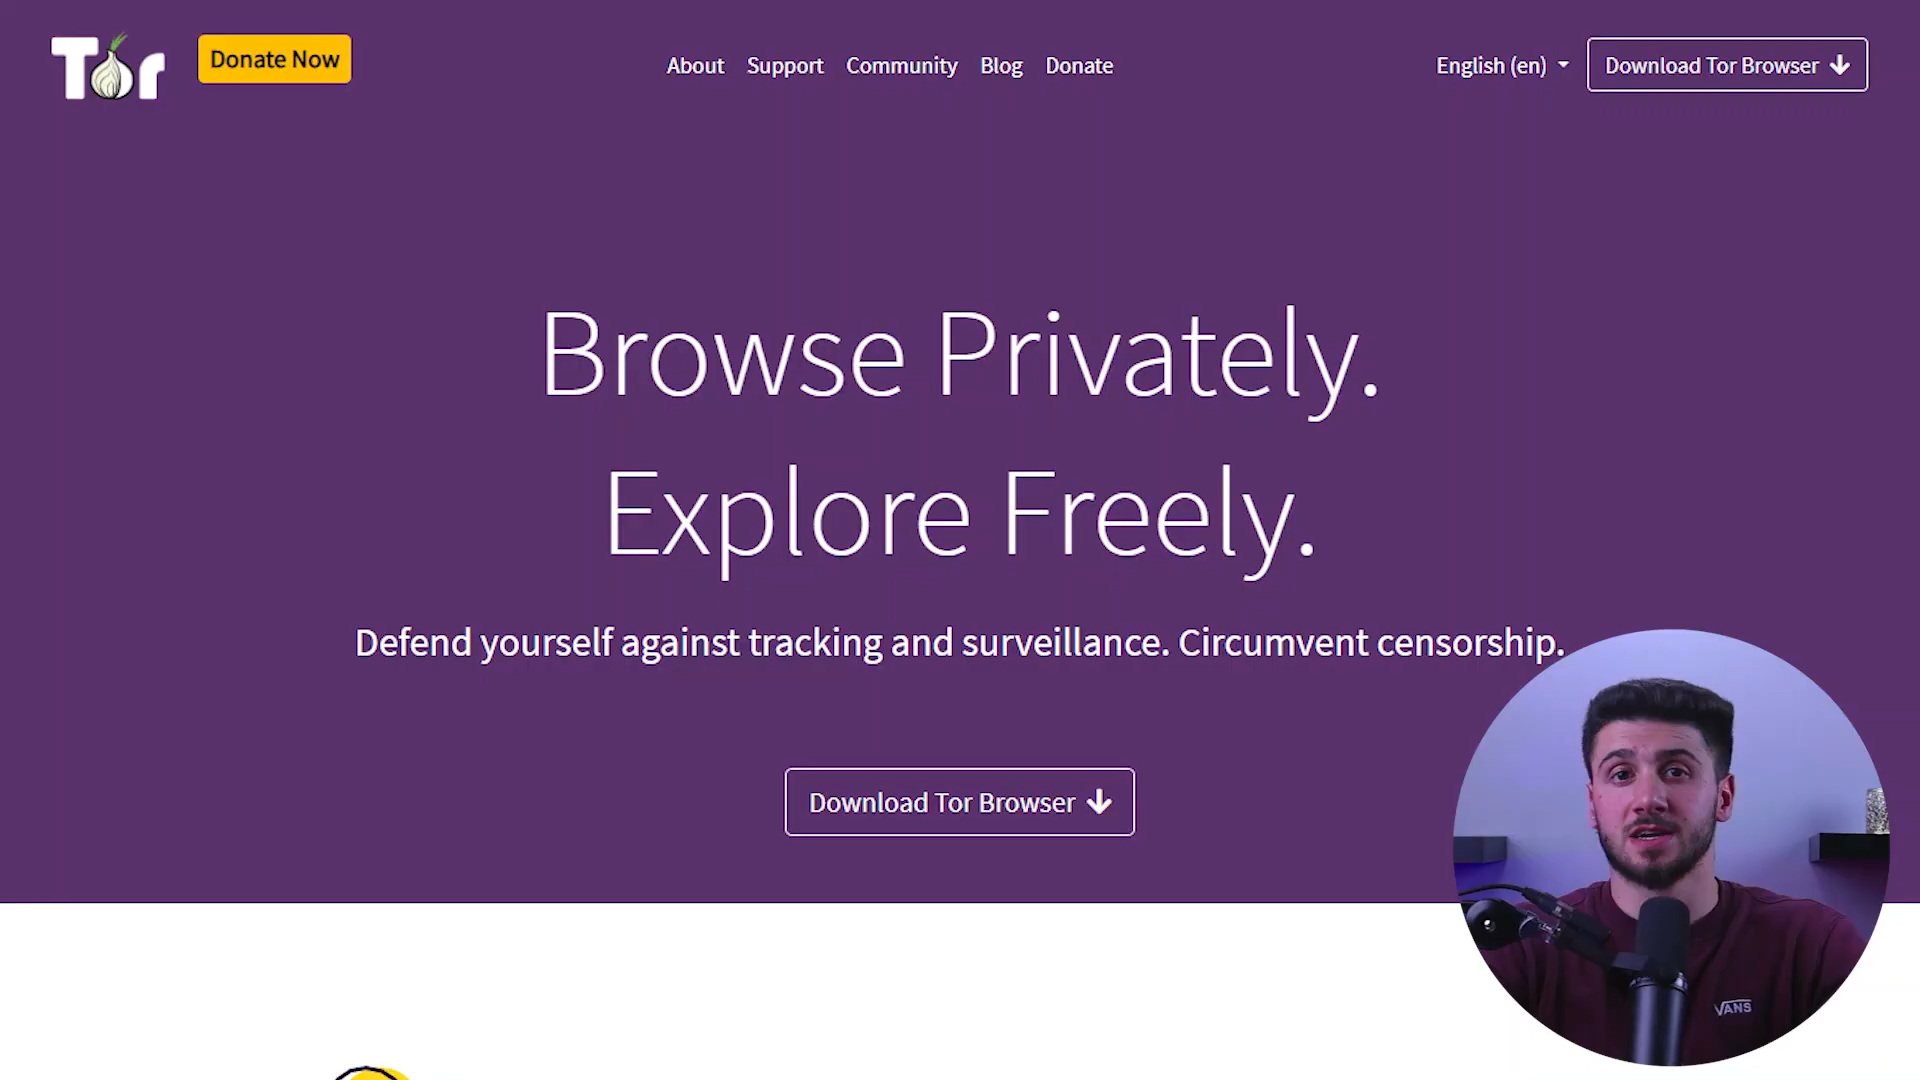 Tor
Donate Now
About
Support
Community
Blog
Donate
English (en)
Download Tor Browser
Browse Privately.
Explore Freely.
Defend yourself against tracking and surveillance. Circumvent censorship.
Download Tor Browser
VANS